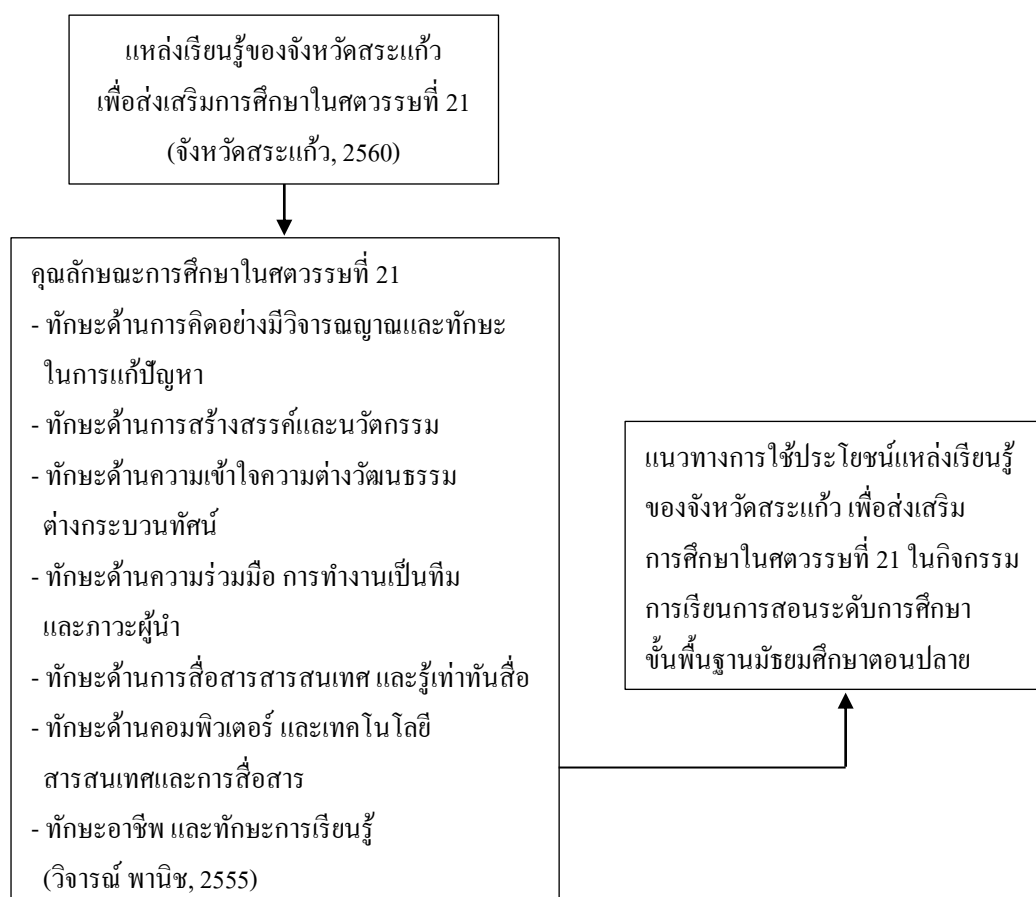 แหล่งเรียนรู้ของจังหวัดสระแก้ว
เพื่อส่งเสริมการศึกษาในศตวรรษที่ 21
(จังหวัดสระแก้ว, 2560)
คุณลักษณะการศึกษาในศตวรรษที่ 21
- ทักษะด้านการคิดอย่างมีวิจารณญาณและทักษะ
ในการแก้ปัญหา
- ทักษะด้านการสร้างสรรค์และนวัตกรรม
- ทักษะด้านความเข้าใจความต่างวัฒนธรรม
ต่างกระบวนทัศน์
- ทักษะด้านความร่วมมือ การทำงานเป็นทีม
และภาวะผู้นำ
- ทักษะด้านการสื่อสารสารสนเทศ และรู้เท่าทันสื่อ
- ทักษะด้านคอมพิวเตอร์ และเทคโนโลยี
สารสนเทศและการสื่อสาร
- ทักษะอาชีพ และทักษะการเรียนรู้
(วิจารณ์ พานิช, 2555)
แนวทางการใช้ประโยชน์แหล่งเรียนรู้
ของจังหวัดสระแก้ว เพื่อส่งเสริม
การศึกษาในศตวรรษที่ 21 ในกิจกรรม
การเรียนการสอนระดับการศึกษา
ขั้นพื้นฐานมัธยมศึกษาตอนปลาย